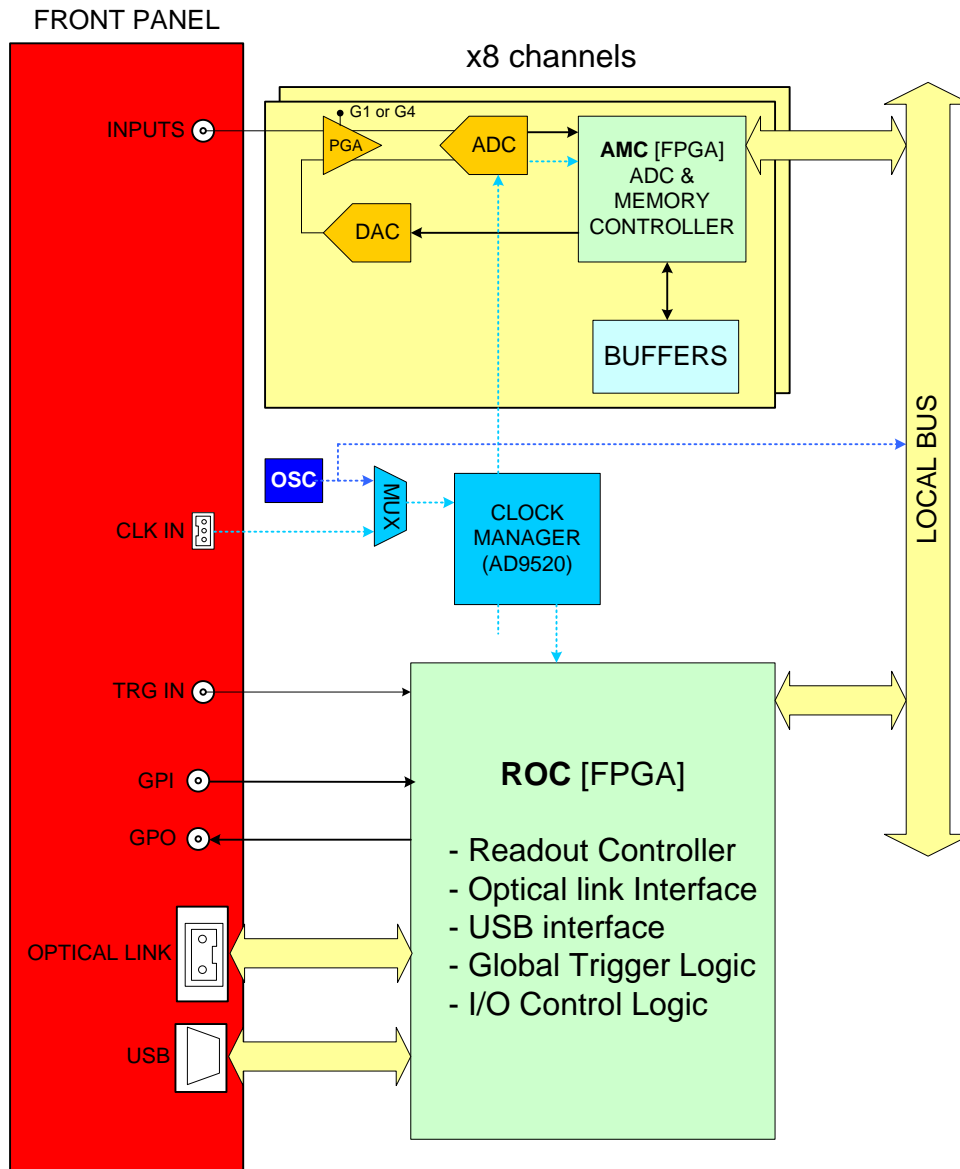 FRONT PANEL
x8 channels
INPUTS
G1 or G4
PGA
ADC
AMC [FPGA]
ADC &
MEMORY
CONTROLLER
DAC
BUFFERS
LOCAL BUS
OSC
MUX
CLK IN
CLOCK
MANAGER
(AD9520)
TRG IN
GPI
GPO
OPTICAL LINK
USB
ROC [FPGA]
- Readout Controller
- Optical link Interface
- USB interface
- Global Trigger Logic
- I/O Control Logic